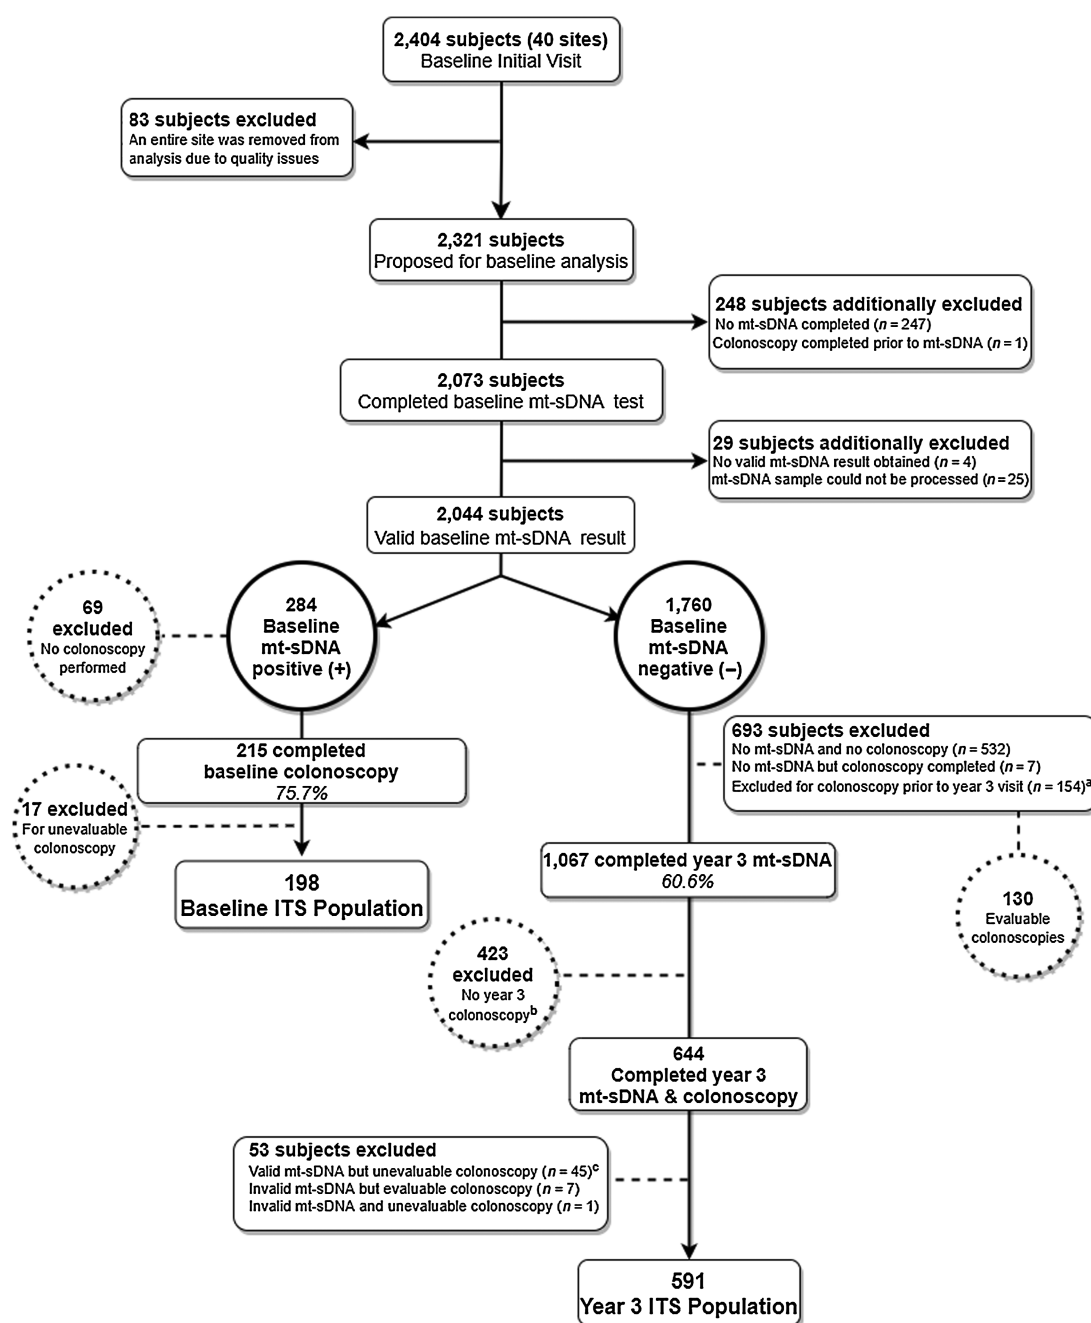 2,404 subjects (40 sites)
Baseline Initial Visit
83 subjects excluded
An entire site was removed from
analysis due to quality issues
2,321 subjects
Proposed for baseline analysis
248 subjects additionally excluded
No mt-sDNA completed (n = 247)
Colonoscopy completed prior to mt-sDNA (n = 1)
2,073 subjects
Completed baseline mt-sDNA test
29 subjects additionally excluded
No valid mt-sDNA result obtained (n = 4)
mt-sDNA sample could not be processed (n = 25)
2,044 subjects
Valid baseline mt-sDNA result
69
excluded
No colonoscopy
performed
284
Baseline
mt-sDNA
positive (+)
1,760
Baseline
mt-sDNA
negative (−)
215 completed
baseline colonoscopy
75.7%
693 subjects excluded
No mt-sDNA and no colonoscopy (n = 532)
No mt-sDNA but colonoscopy completed (n = 7)
Excluded for colonoscopy prior to year 3 visit (n = 154)a
17 excluded
For unevaluable
colonoscopy
198
Baseline ITS Population
1,067 completed year 3 mt-sDNA
60.6%
130
Evaluable
colonoscopies
423
excluded
No year 3
colonoscopyb
644
Completed year 3
mt-sDNA & colonoscopy
53 subjects excluded
Valid mt-sDNA but unevaluable colonoscopy (n = 45)c
Invalid mt-sDNA but evaluable colonoscopy (n = 7)
Invalid mt-sDNA and unevaluable colonoscopy (n = 1)
591
Year 3 ITS Population